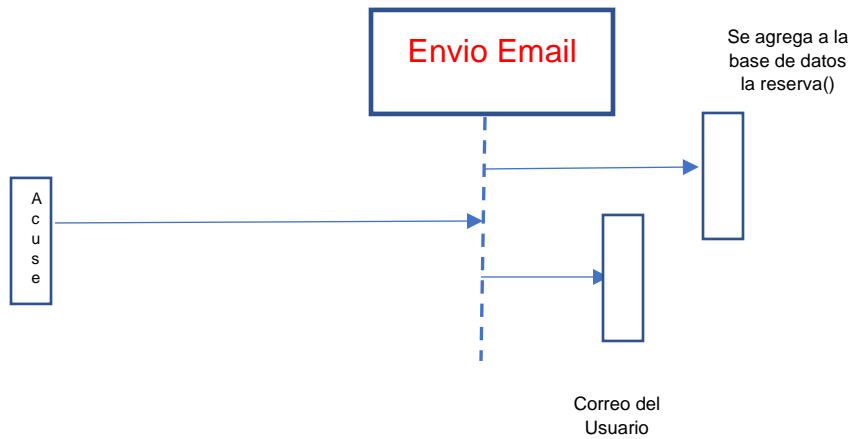 Envio Email
Se agrega a la
base de datos
la reserva()
A
c
u
s
e
Correo del
Usuario